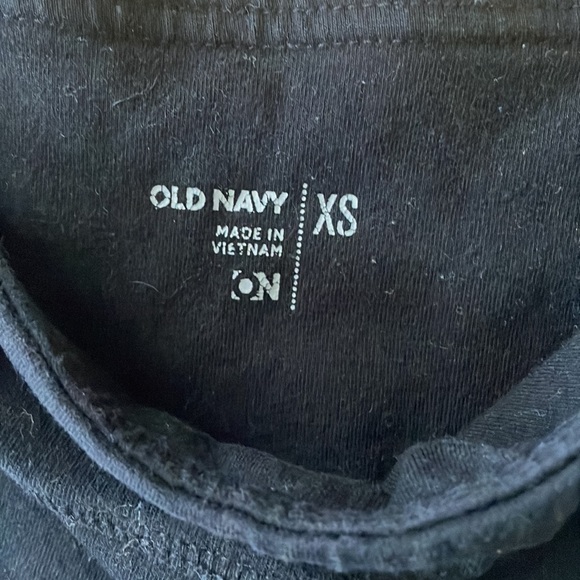 OLD NAVY
MADE IN
VIETNAM
ON
XS